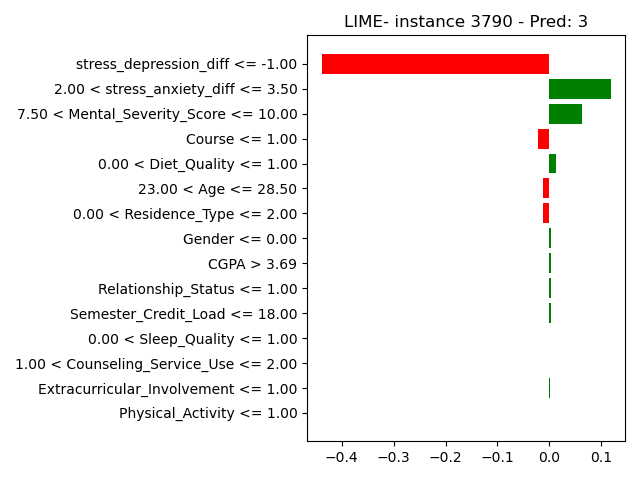 LIME- instance 3790 - Pred: 3
stress_depression_diff <= -1.00
2.00 < stress_anxiety_diff <= 3.50
7.50 < Mental_Severity_Score <= 10.00
Course <= 1.00
0.00 < Diet_Quality <= 1.00
23.00 < Age <= 28.50
0.00 < Residence_Type <= 2.00
Gender <= 0.00
CGPA > 3.69
Relationship_Status <= 1.00
Semester_Credit_Load <= 18.00
0.00 < Sleep_Quality <= 1.00
1.00 < Counseling_Service_Use <= 2.00
Extracurricular_Involvement <= 1.00
Physical_Activity <= 1.00
−0.4 −0.3 −0.2 −0.1 0.0 0.1